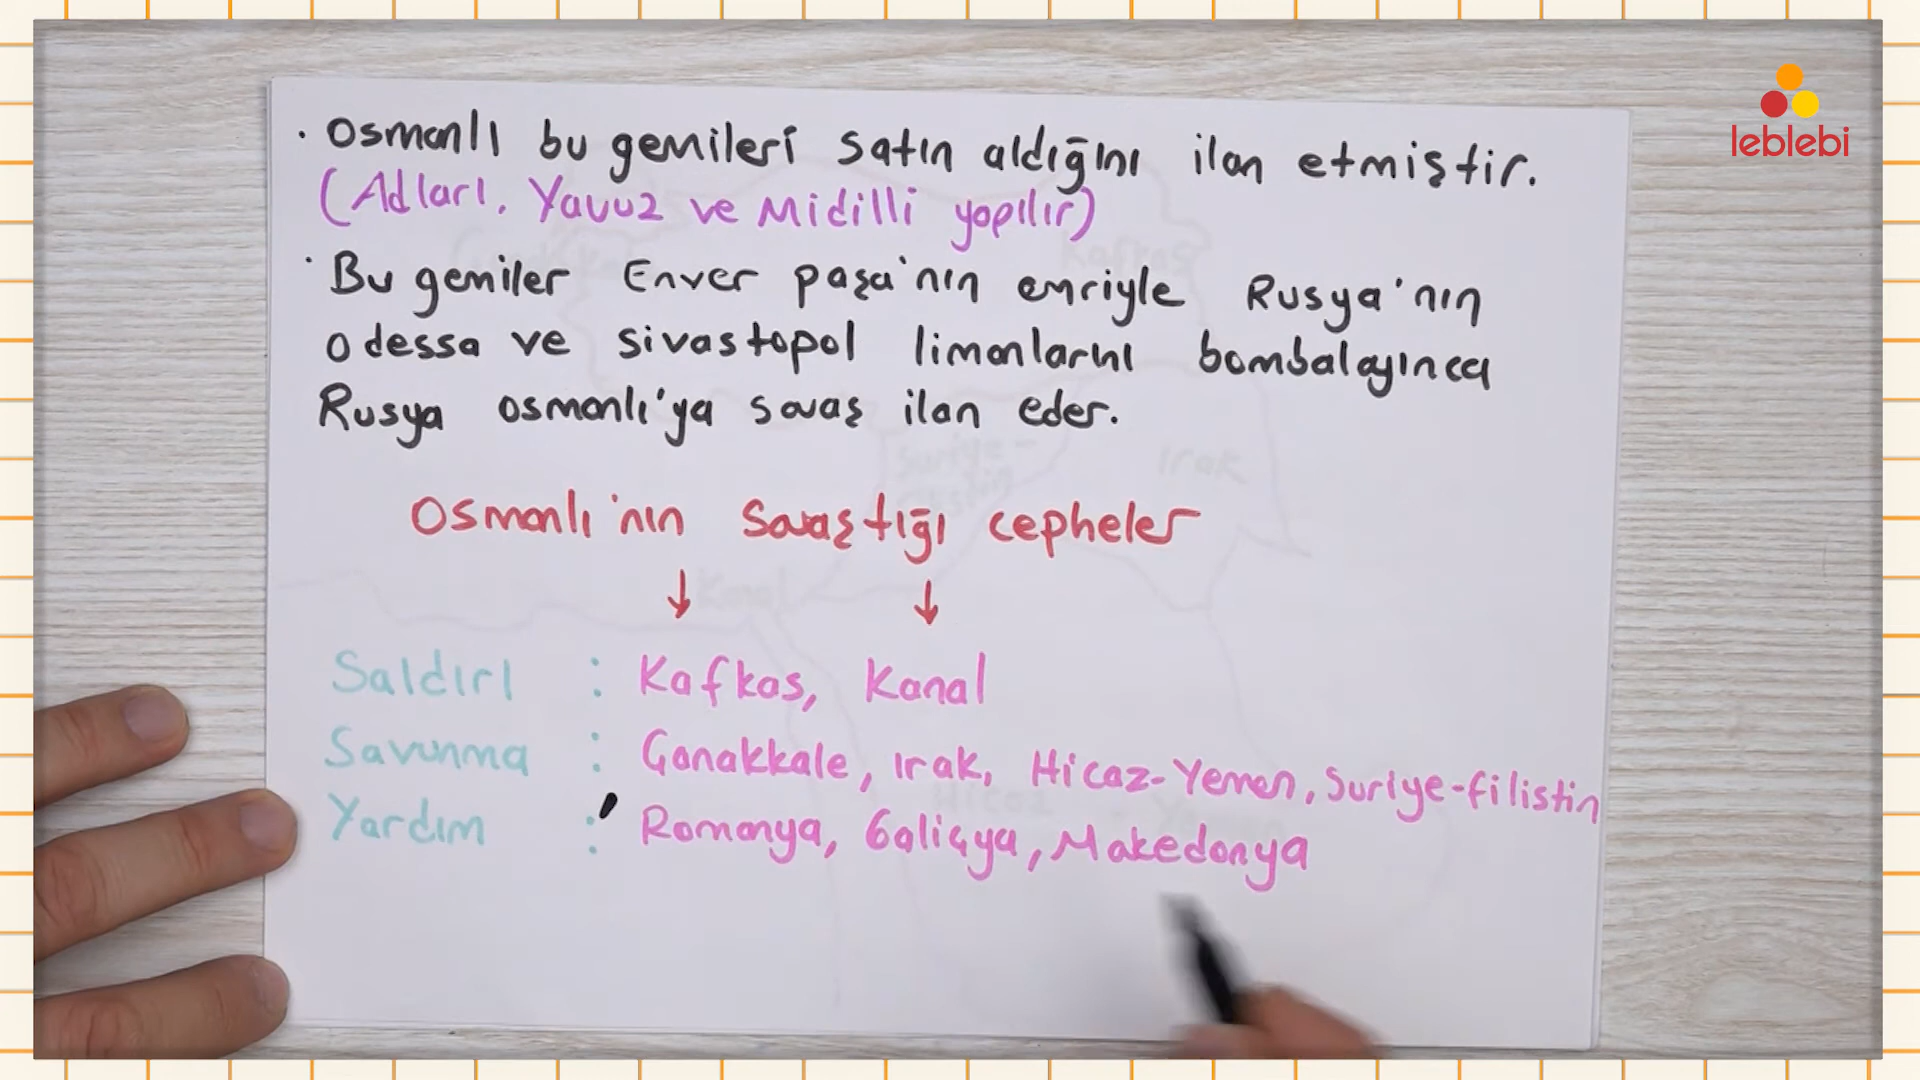 leblebi
• Osmanlı bu gemileri satın aldığını ilan etmiştir.
(Adları, Yavuz ve Midilli yapılır)
• Bu gemiler Enver paşa'nın emriyle Rusya'nın
odessa ve sivastopol limanlarını bombalayınca
Rusya osmanlı'ya savaş ilan eder.
Osmanlı'nın savaştığı cepheler
↓ ↓
Saldırı : Kafkas, Kanal
Savunma : Çanakkale, Irak, Hicaz-Yemen, Suriye-filistin
Yardım : Romanya, Galiçya, Makedonya